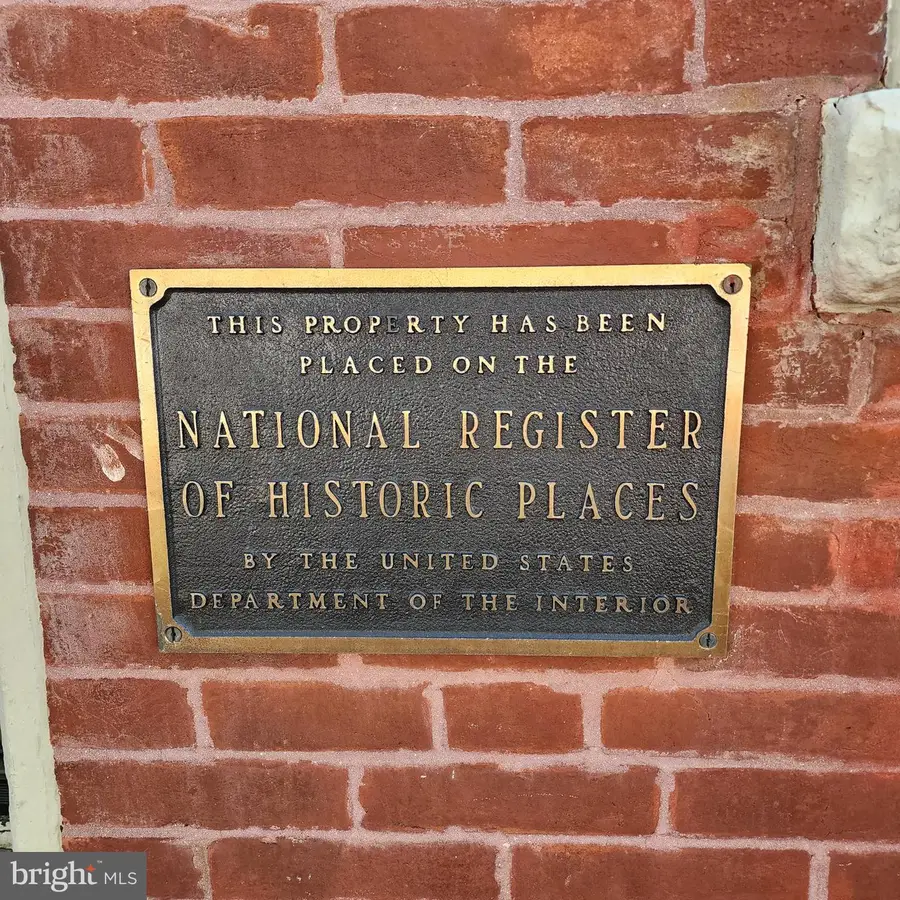 THIS PROPERTY HAS BEEN
PLACED ON THE
NATIONAL REGISTER
OF HISTORIC PLACES
BY THE UNITED STATES
DEPARTMENT OF THE INTERIOR
bright MLS